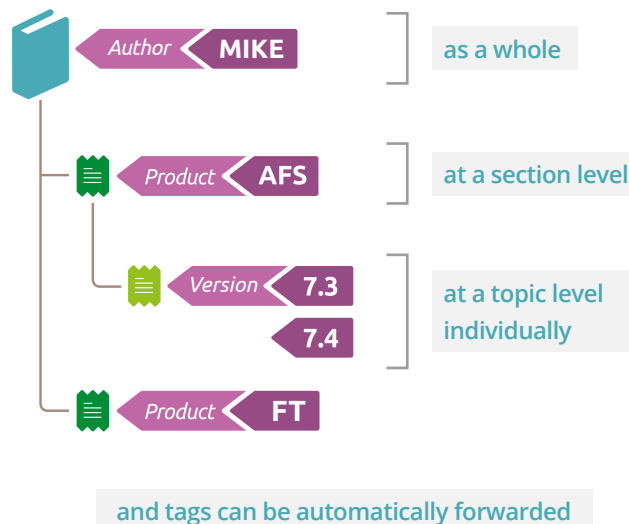 Author MIKE as a whole
Product AFS at a section level
Version 7.3 at a topic level
7.4 individually
Product FT
and tags can be automatically forwarded